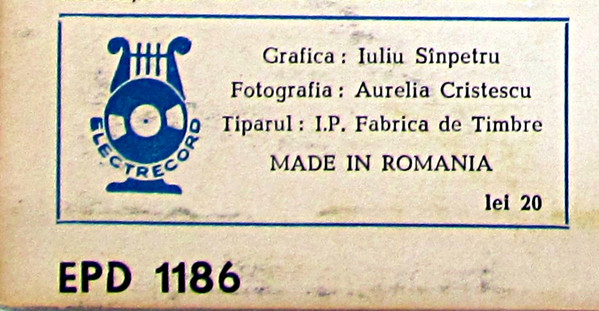 Grafica : Iuliu Sînpetru
Fotografia : Aurelia Cristescu
Tiparul : I.P. Fabrica de Timbre
MADE IN ROMANIA
lei 20
ELECTRECORD
EPD 1186